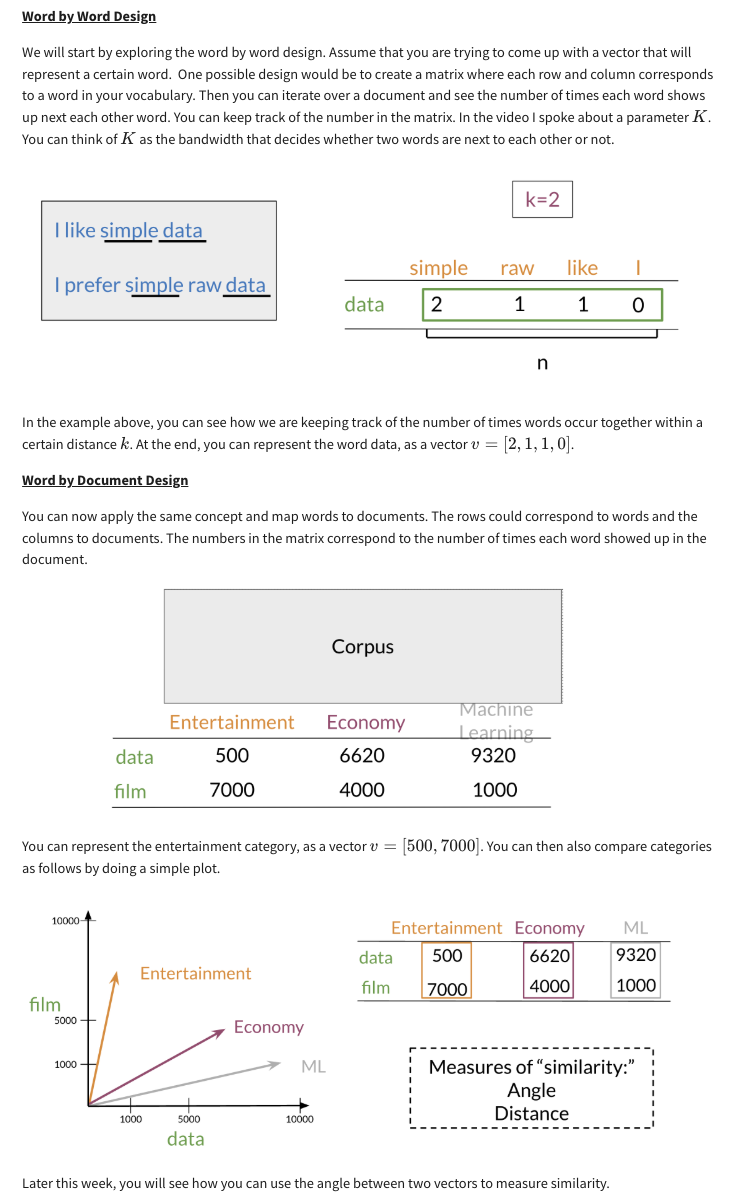 Word by Word Design
We will start by exploring the word by word design. Assume that you are trying to come up with a vector that will
represent a certain word.  One possible design would be to create a matrix where each row and column corresponds
to a word in your vocabulary. Then you can iterate over a document and see the number of times each word shows
up next each other word. You can keep track of the number in the matrix. In the video I spoke about a parameter K.
You can think of K as the bandwidth that decides whether two words are next to each other or not.
k=2
I like simple data
I prefer simple raw data
simple raw like I
data 2 1 1 0
n
In the example above, you can see how we are keeping track of the number of times words occur together within a
certain distance k. At the end, you can represent the word data, as a vector v = [2, 1, 1, 0].
Word by Document Design
You can now apply the same concept and map words to documents. The rows could correspond to words and the
columns to documents. The numbers in the matrix correspond to the number of times each word showed up in the
document.
Corpus
Entertainment Economy Machine
Learning
data 500 6620 9320
film 7000 4000 1000
You can represent the entertainment category, as a vector v = [500, 7000]. You can then also compare categories
as follows by doing a simple plot.
10000
Entertainment
film
5000
Economy
1000
ML
1000 5000 10000
data
Entertainment Economy ML
data 500 6620 9320
film 7000 4000 1000
Measures of “similarity:”
Angle
Distance
Later this week, you will see how you can use the angle between two vectors to measure similarity.